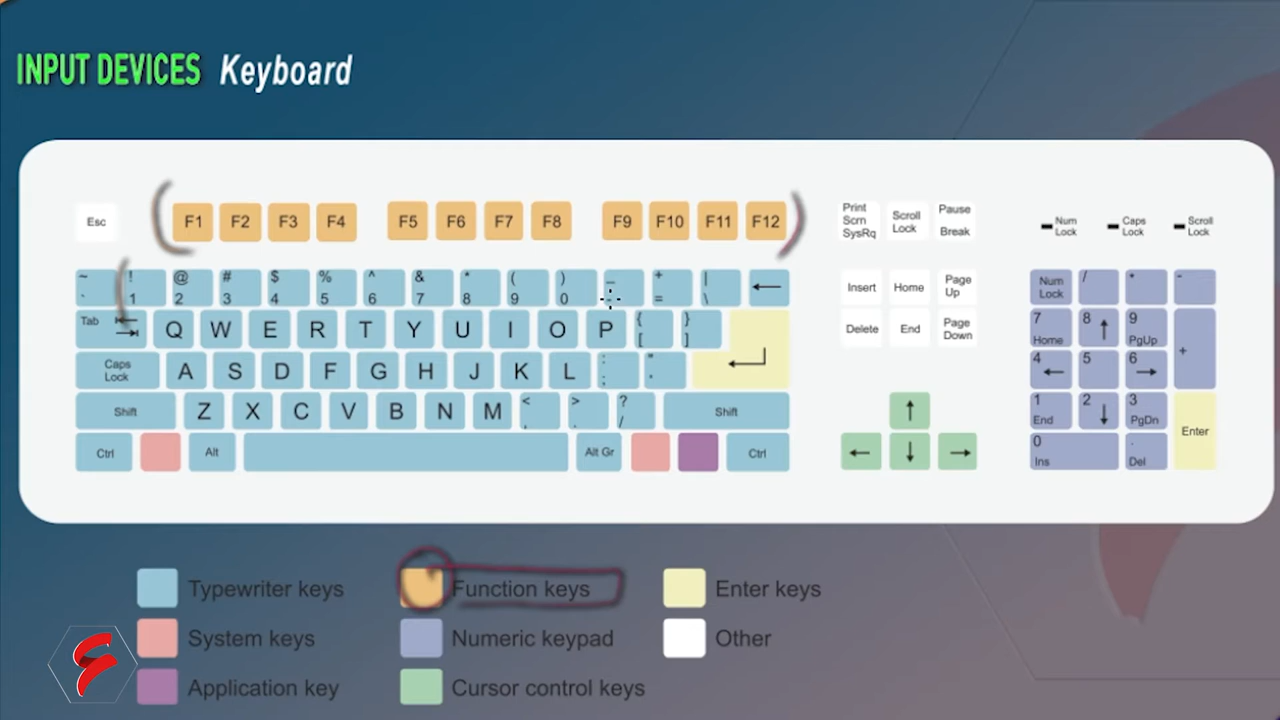 INPUT DEVICES Keyboard
Esc F1 F2 F3 F4 F5 F6 F7 F8 F9 F10 F11 F12 Print Scrn SysRq Scroll Lock Pause Break Num Lock Caps Lock Scroll Lock
~ ` ! 1 @ 2 # 3 $ 4 % 5 ^ 6 & 7 * 8 ( 9 ) 0 _ - + = | \ ← Insert Home Page Up Num Lock / * -
Tab Q W E R T Y U I O P { [ } ] Delete End Page Down 7 Home 8 ↑ 9 PgUp +
Caps Lock A S D F G H J K L : ; " 4 ← 5 6 →
Shift Z X C V B N M < , > . ? / Shift ↑ 1 End 2 ↓ 3 PgDn Enter
Ctrl Alt Alt Gr Ctrl ← ↓ → 0 Ins . Del
Typewriter keys Function keys Enter keys
System keys Numeric keypad Other
Application key Cursor control keys